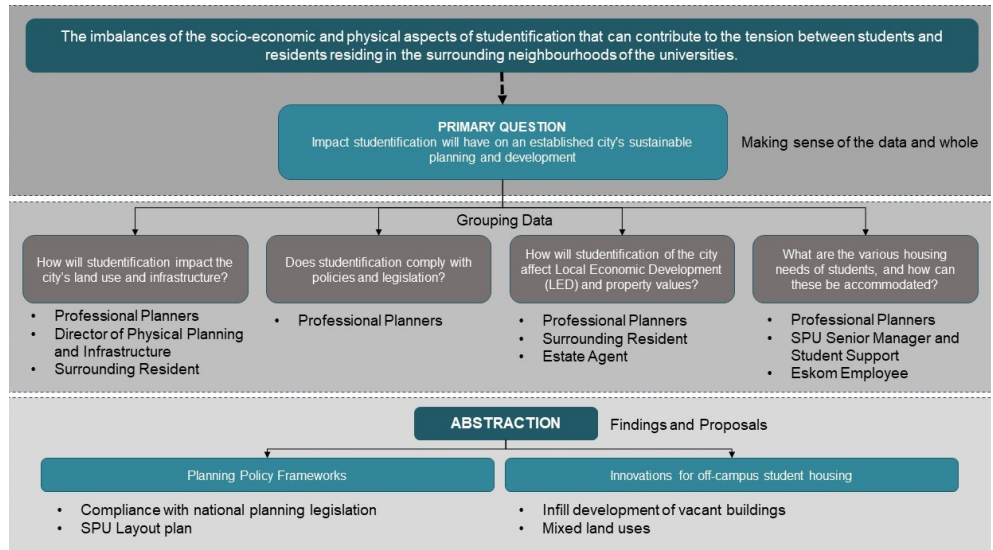 The imbalances of the socio-economic and physical aspects of studentification that can contribute to the tension between students and
residents residing in the surrounding neighbourhoods of the universities.
PRIMARY QUESTION
Impact studentification will have on an established city's sustainable
planning and development
Making sense of the data and whole
Grouping Data
How will studentification impact the
city's land use and infrastructure?
• Professional Planners
• Director of Physical Planning
and Infrastructure
• Surrounding Resident
Does studentification comply with
policies and legislation?
• Professional Planners
How will studentification of the city
affect Local Economic Development
(LED) and property values?
• Professional Planners
• Surrounding Resident
• Estate Agent
What are the various housing
needs of students, and how can
these be accommodated?
• Professional Planners
• SPU Senior Manager and
Student Support
• Eskom Employee
ABSTRACTION
Findings and Proposals
Planning Policy Frameworks
• Compliance with national planning legislation
• SPU Layout plan
Innovations for off-campus student housing
• Infill development of vacant buildings
• Mixed land uses